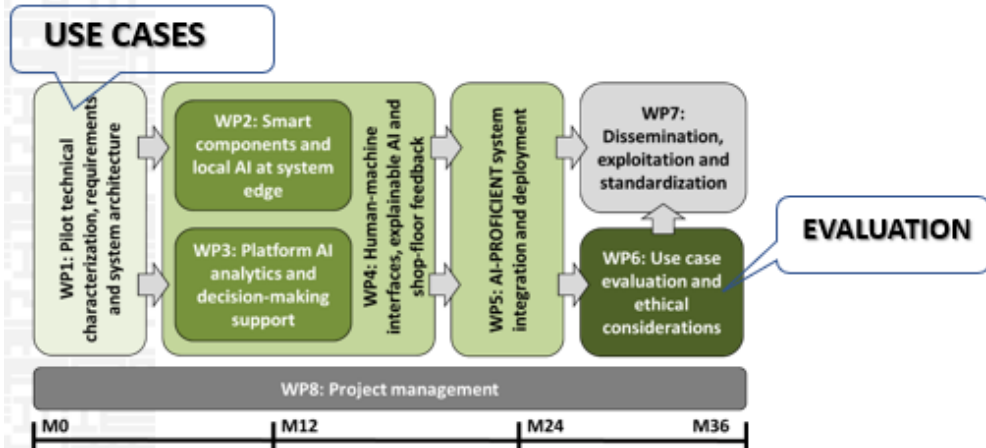 USE CASES
WP1: Pilot technical
characterization, requirements
and system architecture
WP2: Smart
components and
local AI at system
edge
WP3: Platform AI
analytics and
decision-making
support
WP4: Human-machine
interfaces, explainable AI and
shop-floor feedback
WP5: AI-PROFICIENT system
integration and deployment
WP7:
Dissemination,
exploitation and
standardization
EVALUATION
WP6: Use case
evaluation and
ethical
considerations
WP8: Project management
M0
M12
M24
M36